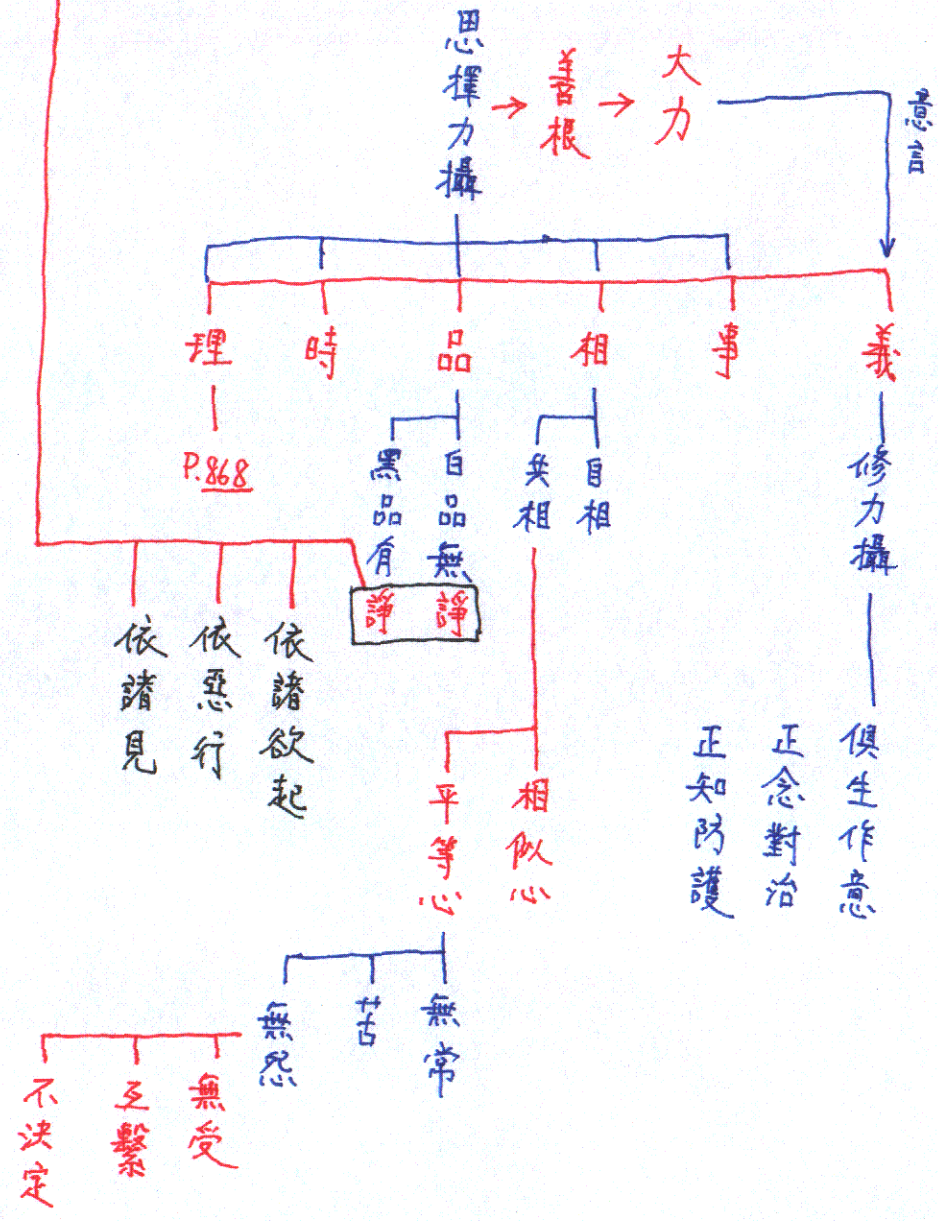 思擇力攝
善根
大力
意言
義
事
相
品
時
理
修力攝
自相
共相
白品無諍
黑品有諍
P.868
依諸欲起
依惡行
依諸見
俱生作意
正念對治
正知防護
相似心
平等心
無常
苦
無怨
無受
互繫
不決定